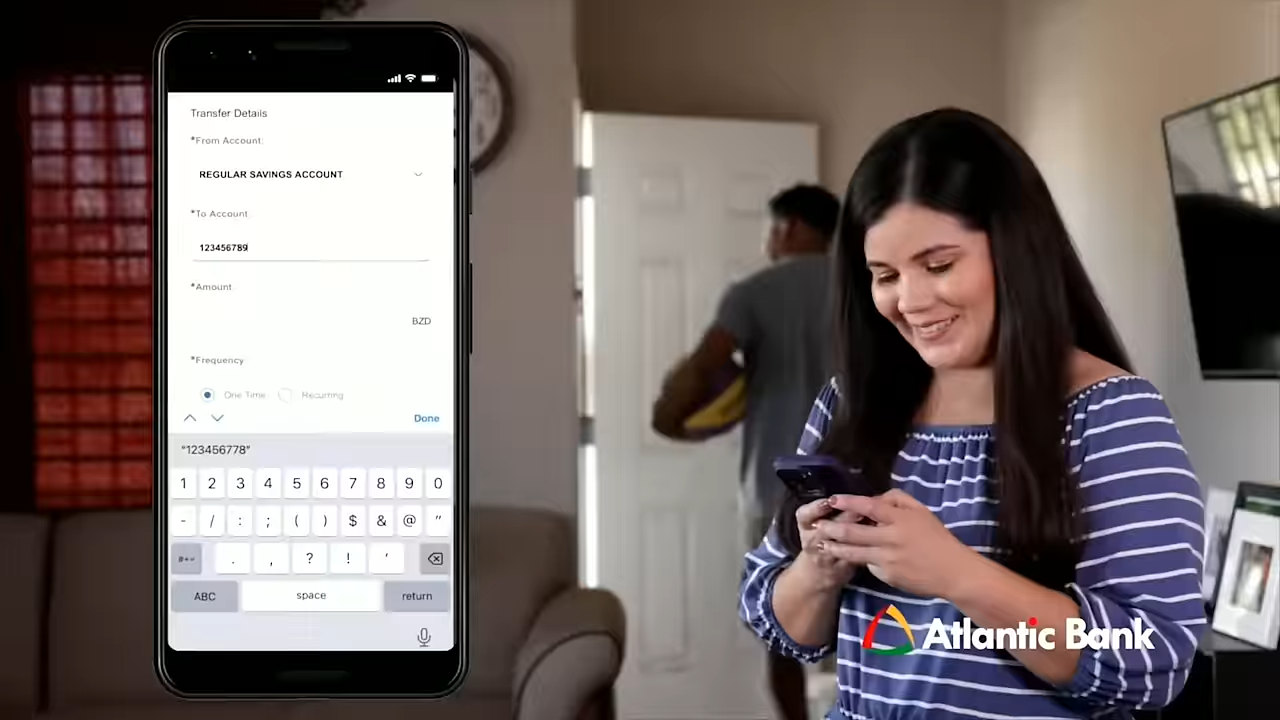 Transfer Details
*From Account:
REGULAR SAVINGS ACCOUNT
*To Account
123456789
*Amount
BZD
*Frequency
One Time Recurring
Done
"123456778"
1 2 3 4 5 6 7 8 9 0
- / : ; ( ) $ & @ "
#+= . , ? ! '
ABC space return
Atlantic Bank